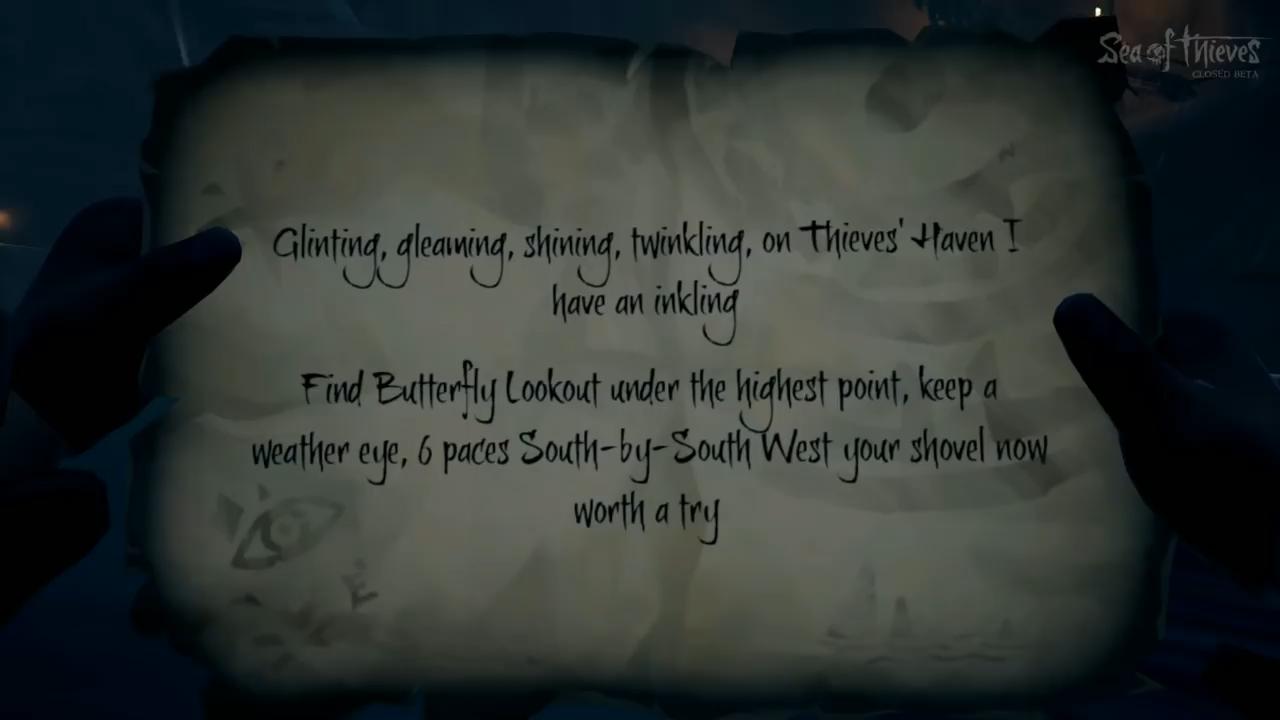 Sea of Thieves
CLOSED BETA
Glinting, gleaming, shining, twinkling, on Thieves' Haven I
have an inkling
Find Butterfly Lookout under the highest point, keep a
weather eye, 6 paces South-by-South West your shovel now
worth a try
N
E